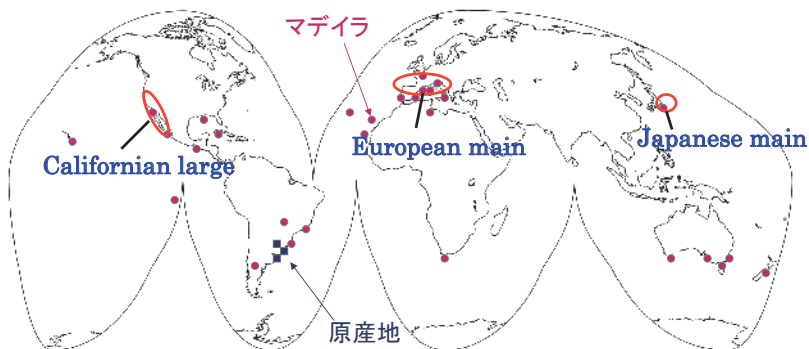 マデイラ
Californian large
European main
Japanese main
原産地